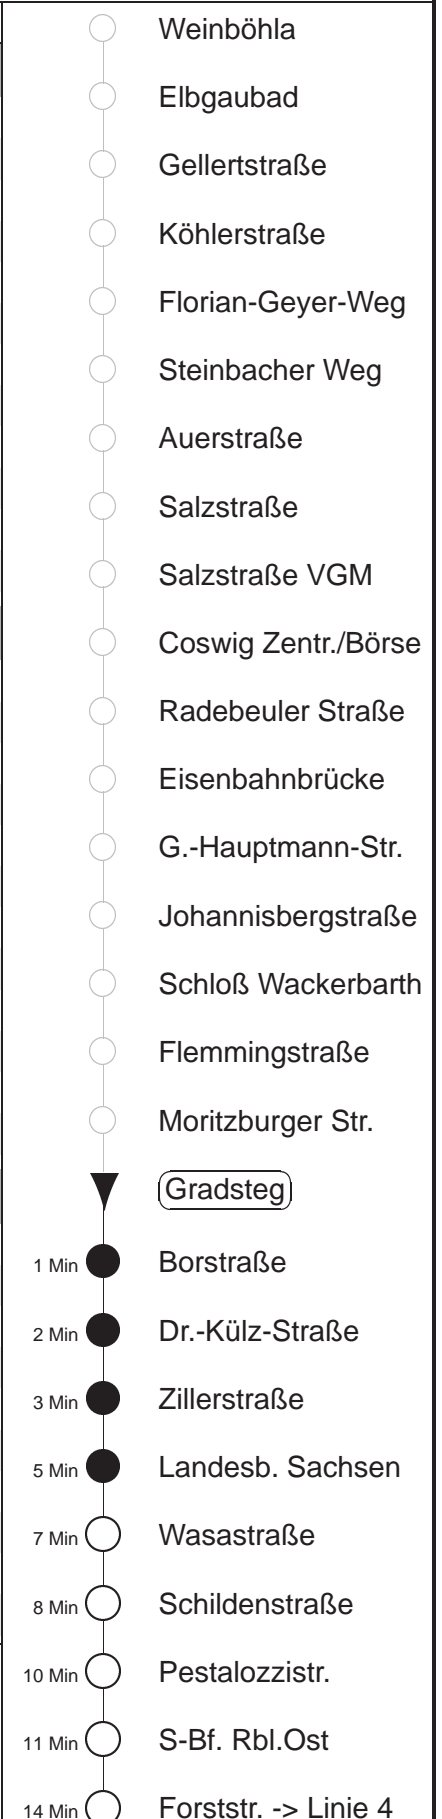 Weinböhla
Elbgaubad
Gellertstraße
Köhlerstraße
Florian-Geyer-Weg
Steinbacher Weg
Auerstraße
Salzstraße
Salzstraße VGM
Coswig Zentr./Börse
Radebeuler Straße
Eisenbahnbrücke
G.-Hauptmann-Str.
Johannisbergstraße
Schloß Wackerbarth
Flemmingstraße
Moritzburger Str.
Gradsteg
1 Min Borstraße
2 Min Dr.-Külz-Straße
3 Min Zillerstraße
5 Min Landesb. Sachsen
7 Min Wasastraße
8 Min Schildenstraße
10 Min Pestalozzistr.
11 Min S-Bf. Rbl.Ost
14 Min Forststr. -> Linie 4